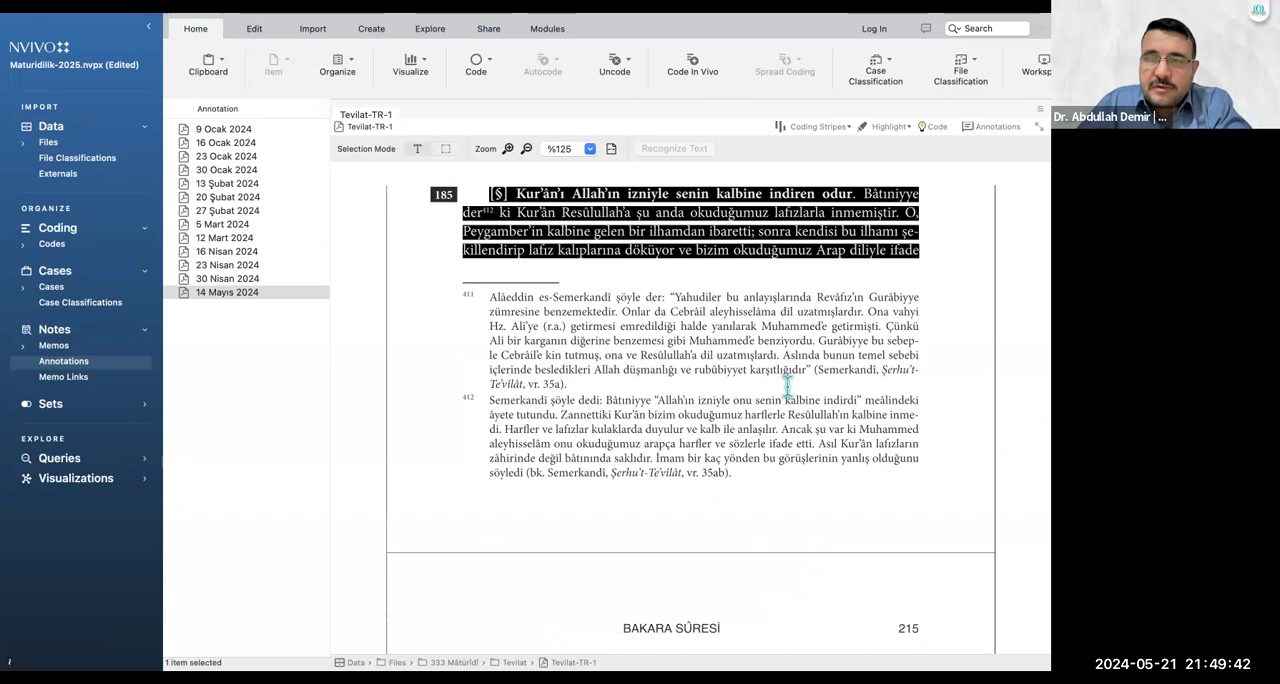 NVIVO
Maturidilik-2025.nvpx (Edited)
IMPORT
Data
Files
File Classifications
Externals
ORGANIZE
Coding
Codes
Cases
Cases
Case Classifications
Notes
Memos
Annotations
Memo Links
Sets
EXPLORE
Queries
Visualizations
Home Edit Import Create Explore Share Modules Log In Search
Clipboard Item Organize Visualize Code Autocode Uncode Code In Vivo Spread Coding Case Classification File Classification Worksp
Annotation
9 Ocak 2024
16 Ocak 2024
23 Ocak 2024
30 Ocak 2024
13 Şubat 2024
20 Şubat 2024
27 Şubat 2024
5 Mart 2024
12 Mart 2024
16 Nisan 2024
23 Nisan 2024
30 Nisan 2024
14 Mayıs 2024
1 item selected
Tevilat-TR-1
Tevilat-TR-1 Coding Stripes Highlight Code Annotations
Selection Mode Zoom %125 Recognize Text
185 [§] Kur’ân’ı Allah’ın izniyle senin kalbine indiren odur. Bâtıniyye
der⁴¹² ki Kur’ân Resûlullah’a şu anda okuduğumuz lafızlarla inmemiştir. O,
Peygamber’in kalbine gelen bir ilhamdan ibaretti; sonra kendisi bu ilhamı şe-
killendirip lafız kalıplarına döküyor ve bizim okuduğumuz Arap diliyle ifade
411 Alâeddin es-Semerkandî şöyle der: “Yahudiler bu anlayışlarında Revâfız’ın Gurâbiyye
zümresine benzemektedir. Onlar da Cebrâil aleyhisselâma dil uzatmışlardır. Ona vahyi
Hz. Ali’ye (r.a.) getirmesi emredildiği halde yanılarak Muhammed’e getirmişti. Çünkü
Ali bir karganın diğerine benzemesi gibi Muhammed’e benziyordu. Gurâbiyye bu sebep-
le Cebrâil’e kin tutmuş, ona ve Resûlullah’a dil uzatmışlardı. Aslında bunun temel sebebi
içlerinde besledikleri Allah düşmanlığı ve rubûbiyyet karşıtlığıdır” (Semerkandî, Şerhu’t-
Te’vîlât, vr. 35a).
412 Semerkandî şöyle dedi: Bâtıniyye “Allah’ın izniyle onu senin kalbine indirdi” meâlindeki
âyete tutundu. Zannettiki Kur’ân bizim okuduğumuz harflerle Resûlullah’ın kalbine inme-
di. Harfler ve lafızlar kulaklarda duyulur ve kalb ile anlaşılır. Ancak şu var ki Muhammed
aleyhisselâm onu okuduğumuz arapça harfler ve sözlerle ifade etti. Asıl Kur’ân lafızların
zâhirinde değil bâtınında saklıdır. İmam bir kaç yönden bu görüşlerinin yanlış olduğunu
söyledi (bk. Semerkandî, Şerhu’t-Te’vîlât, vr. 35ab).
BAKARA SÛRESİ 215
Data Files 333 Mâtürîdî Tevilat Tevilat-TR-1
Dr. Abdullah Demir | ...
2024-05-21 21:49:42